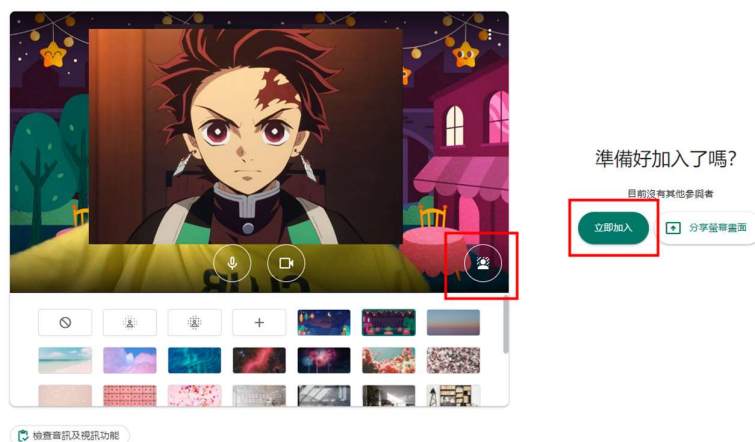 準備好加入了嗎?
目前沒有其他參與者
立即加入
分享螢幕畫面
檢查音訊及視訊功能